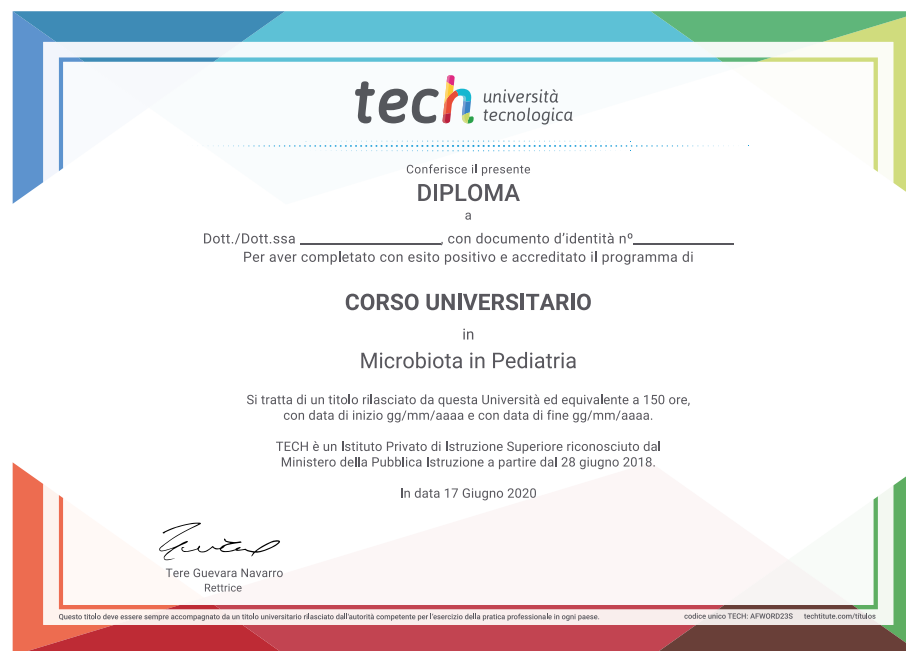 tech università
tecnologica
Conferisce il presente
DIPLOMA
a
Dott./Dott.ssa ____________________, con documento d'identità nº______________
Per aver completato con esito positivo e accreditato il programma di
CORSO UNIVERSITARIO
in
Microbiota in Pediatria
Si tratta di un titolo rilasciato da questa Università ed equivalente a 150 ore,
con data di inizio gg/mm/aaaa e con data di fine gg/mm/aaaa.
TECH è un Istituto Privato di Istruzione Superiore riconosciuto dal
Ministero della Pubblica Istruzione a partire dal 28 giugno 2018.
In data 17 Giugno 2020
Tere Guevara Navarro
Rettrice
Questo titolo deve essere sempre accompagnato da un titolo universitario rilasciato dall'autorità competente per l'esercizio della pratica professionale in ogni paese. codice unico TECH: AFWORD23S techtitute.com/titulos